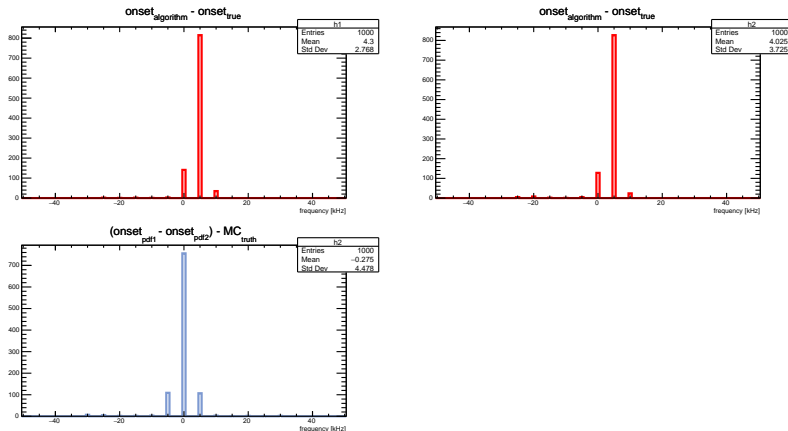 onset_algorithm - onset_true
h1
Entries 1000
Mean 4.3
Std Dev 2.768
800
700
600
500
400
300
200
100
0
−40 −20 0 20 40
frequency [kHz]
onset_algorithm - onset_true
h2
Entries 1000
Mean 4.025
Std Dev 3.725
800
700
600
500
400
300
200
100
0
−40 −20 0 20 40
frequency [kHz]
(onset_pdf1 - onset_pdf2) - MC_truth
h2
Entries 1000
Mean −0.275
Std Dev 4.478
700
600
500
400
300
200
100
0
−40 −20 0 20 40
frequency [kHz]